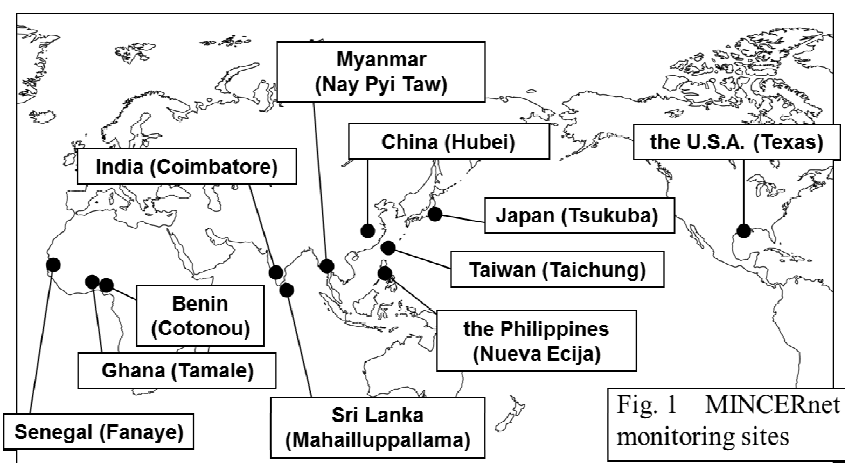 Myanmar
(Nay Pyi Taw)
China (Hubei)
the U.S.A. (Texas)
India (Coimbatore)
Japan (Tsukuba)
Taiwan (Taichung)
Benin
(Cotonou)
the Philippines
(Nueva Ecija)
Ghana (Tamale)
Senegal (Fanaye)
Sri Lanka
(Mahailluppallama)
Fig. 1 MINCERnet
monitoring sites